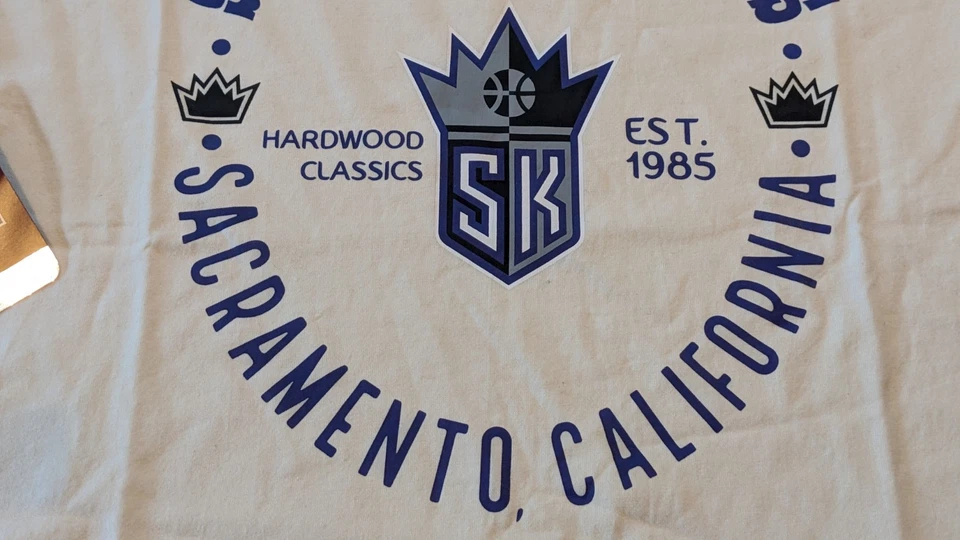 HARDWOOD
CLASSICS
SK
EST.
1985
SACRAMENTO, CALIFORNIA